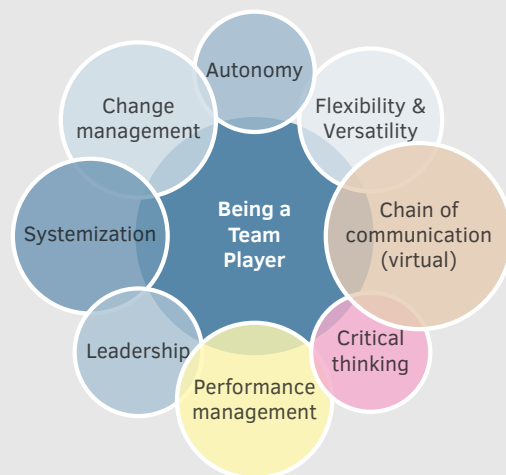 Autonomy
Flexibility &
Versatility
Chain of
communication
(virtual)
Critical
thinking
Performance
management
Leadership
Systemization
Change
management
Being a
Team
Player